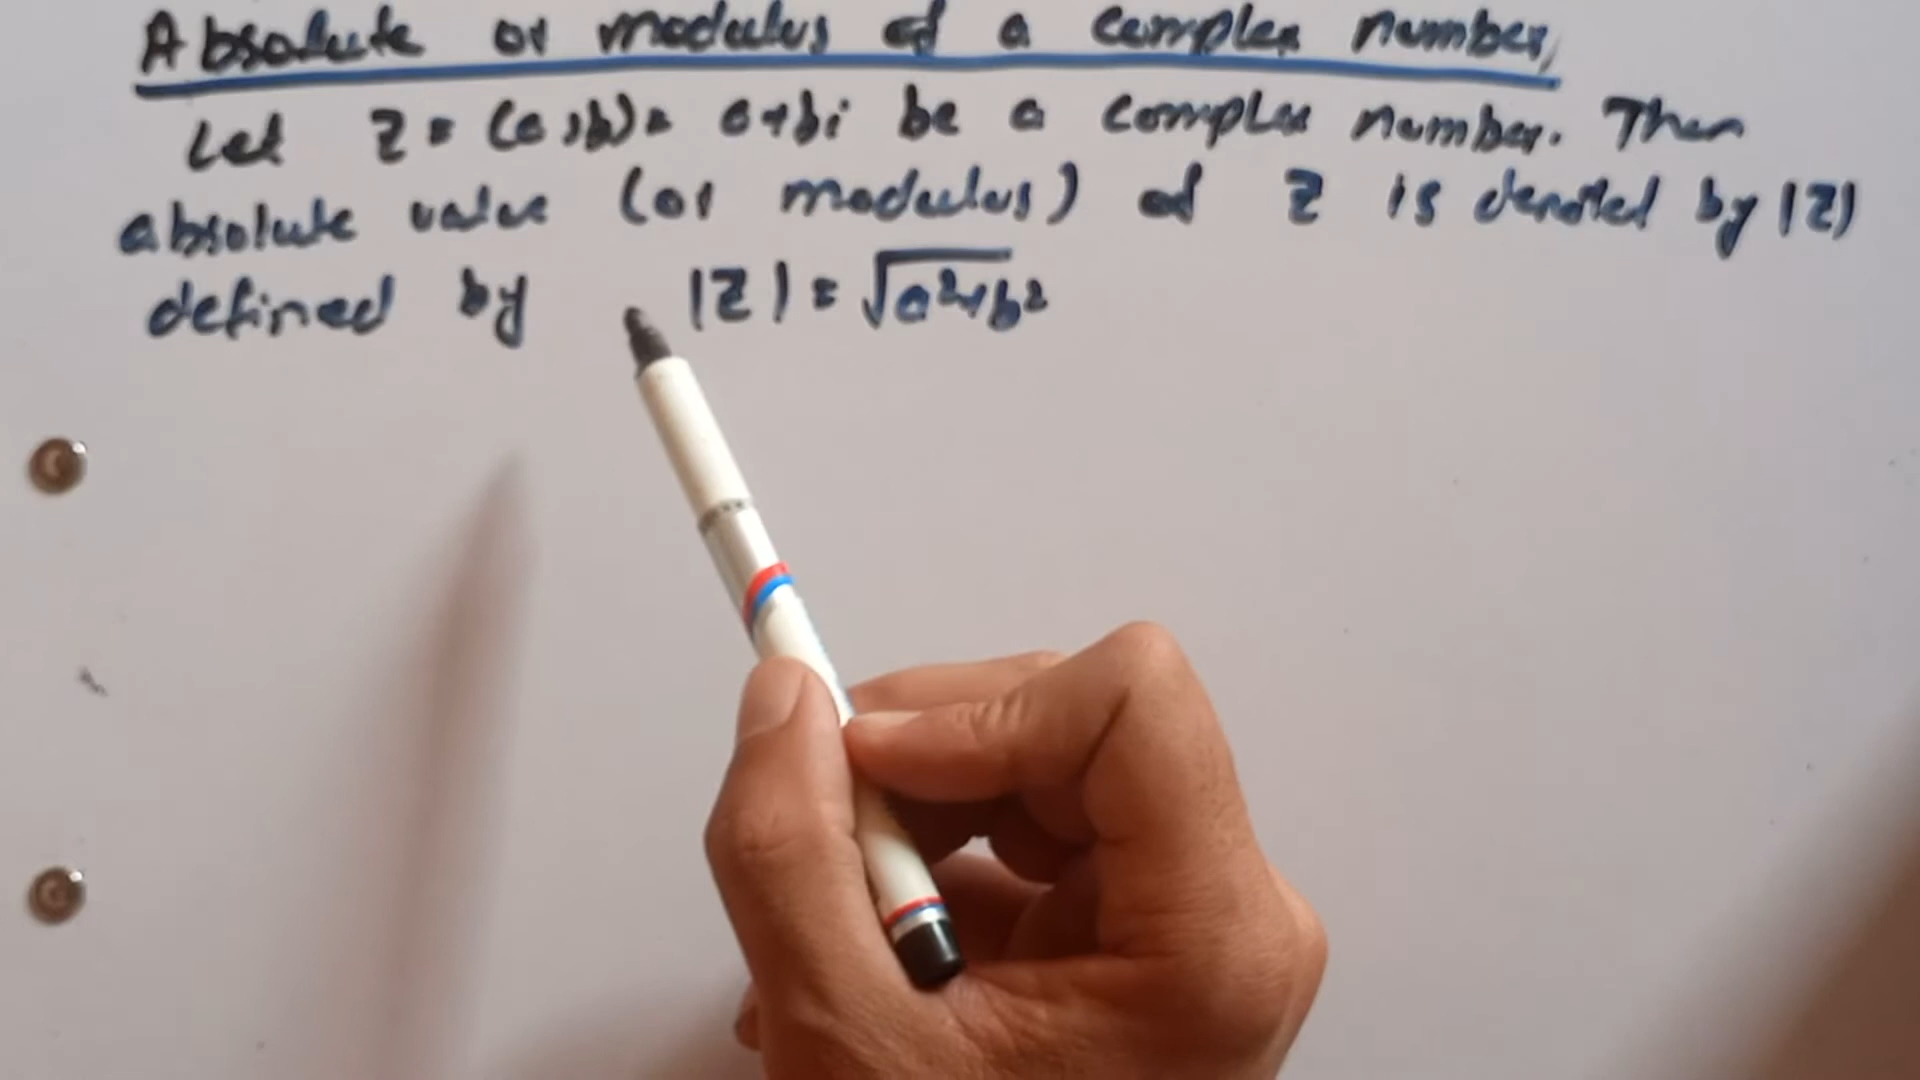 Absolute or modulus of a complex number,
Let Z = (a,b) = a+bi be a complex number. Then
absolute value (or modulus) of Z is denoted by |Z|
defined by |Z| = √a²+b²